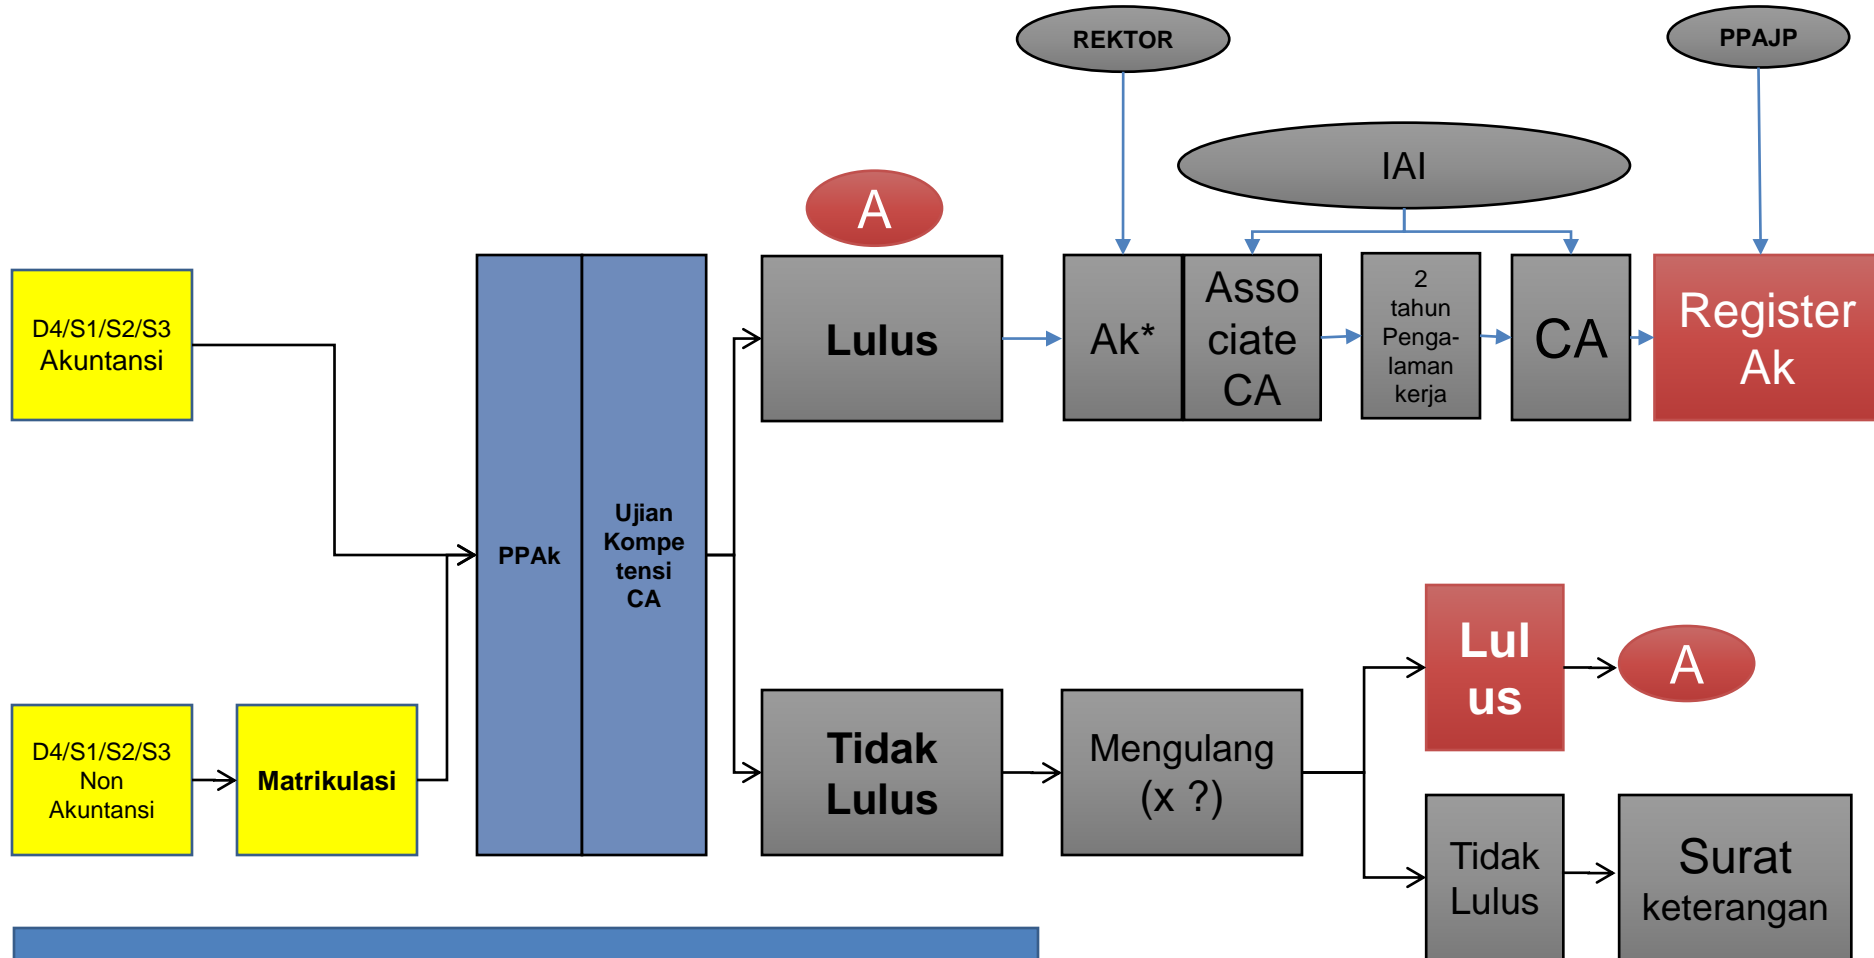 REKTOR
PPAJP
IAI
A
D4/S1/S2/S3
Akuntansi
PPAk
Ujian
Kompe
tensi
CA
Lulus
Ak*
Asso
ciate
CA
2
tahun
Penga-
laman
kerja
CA
Register
Ak
D4/S1/S2/S3
Non
Akuntansi
Matrikulasi
Tidak
Lulus
Mengulang
(x ?)
Lul
us
A
Tidak
Lulus
Surat
keterangan